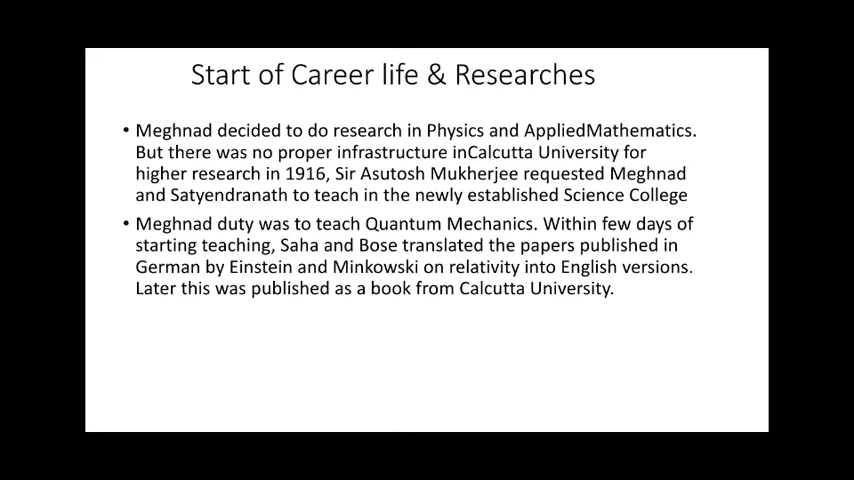 Start of Career life & Researches
• Meghnad decided to do research in Physics and AppliedMathematics.
But there was no proper infrastructure inCalcutta University for
higher research in 1916, Sir Asutosh Mukherjee requested Meghnad
and Satyendranath to teach in the newly established Science College
• Meghnad duty was to teach Quantum Mechanics. Within few days of
starting teaching, Saha and Bose translated the papers published in
German by Einstein and Minkowski on relativity into English versions.
Later this was published as a book from Calcutta University.